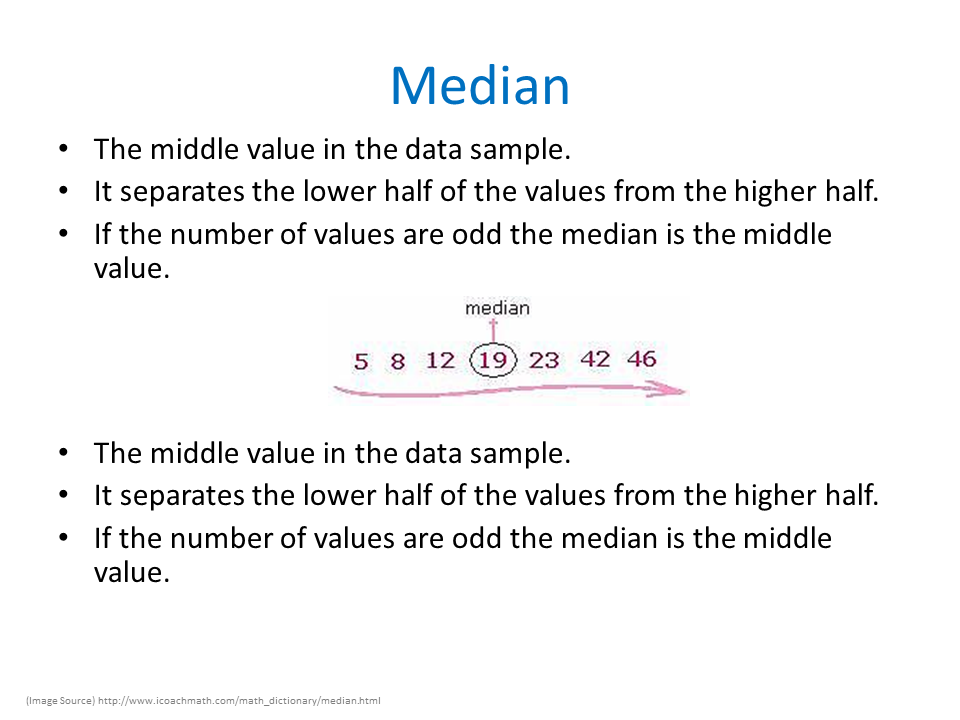 Median
• The middle value in the data sample.
• It separates the lower half of the values from the higher half.
• If the number of values are odd the median is the middle
value.
median
5 8 12 19 23 42 46
• The middle value in the data sample.
• It separates the lower half of the values from the higher half.
• If the number of values are odd the median is the middle
value.
(Image Source) http://www.icoachmath.com/math_dictionary/median.html